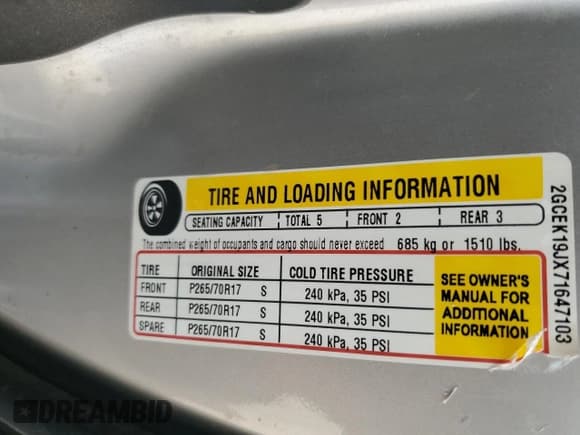 TIRE AND LOADING INFORMATION
SEATING CAPACITY TOTAL 5 FRONT 2 REAR 3
The combined weight of occupants and cargo should never exceed 685 kg or 1510 lbs.
TIRE ORIGINAL SIZE COLD TIRE PRESSURE
FRONT P265/70R17 S 240 kPa, 35 PSI
REAR P265/70R17 S 240 kPa, 35 PSI
SPARE P265/70R17 S 240 kPa, 35 PSI
SEE OWNER'S
MANUAL FOR
ADDITIONAL
INFORMATION
2GCEK19JX71647103
DREAMBID